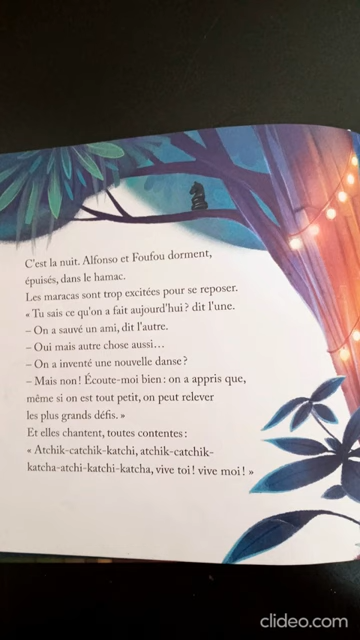 C'est la nuit. Alfonso et Foufou dorment,
épuisés, dans le hamac.
Les maracas sont trop excitées pour se reposer.
« Tu sais ce qu'on a fait aujourd'hui ? dit l'une.
– On a sauvé un ami, dit l'autre.
– Oui mais autre chose aussi…
– On a inventé une nouvelle danse ?
– Mais non ! Écoute-moi bien : on a appris que,
même si on est tout petit, on peut relever
les plus grands défis. »
Et elles chantent, toutes contentes :
« Atchik-catchik-katchi, atchik-catchik-
katcha-atchi-katchi-katcha, vive toi ! vive moi ! »
clideo.com